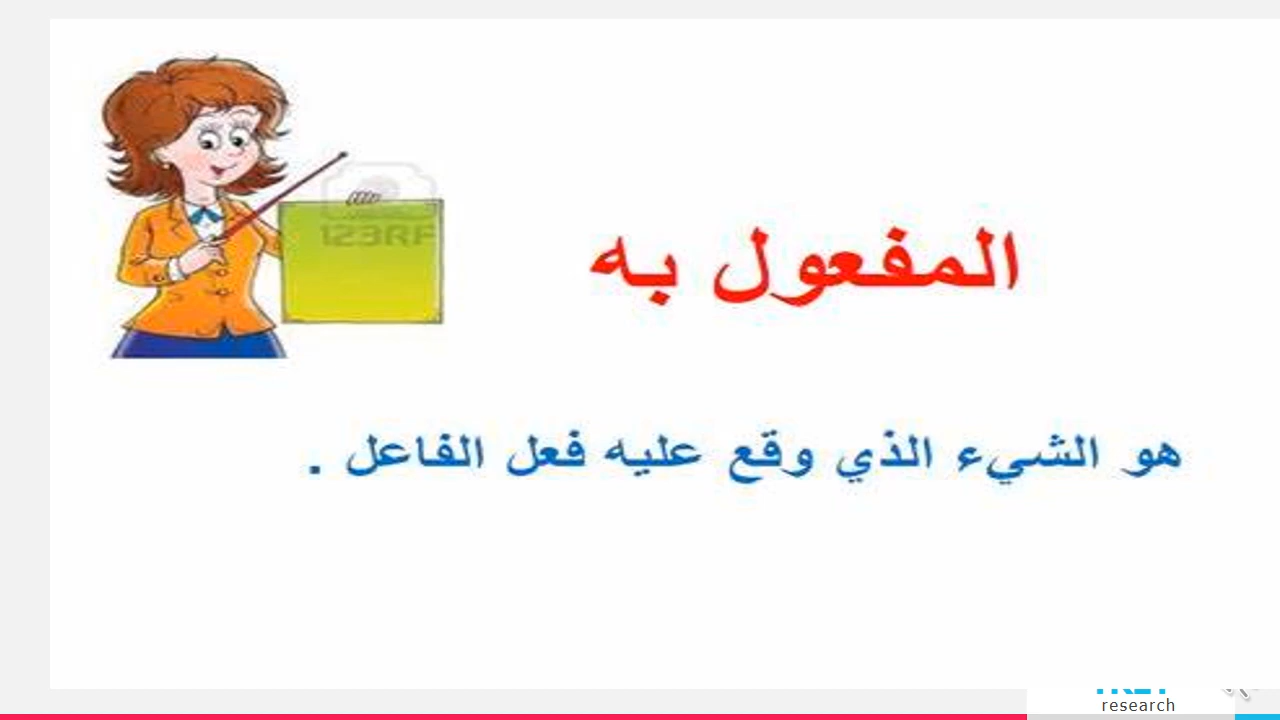 123RF
المفعول به
هو الشيء الذي وقع عليه فعل الفاعل .
research